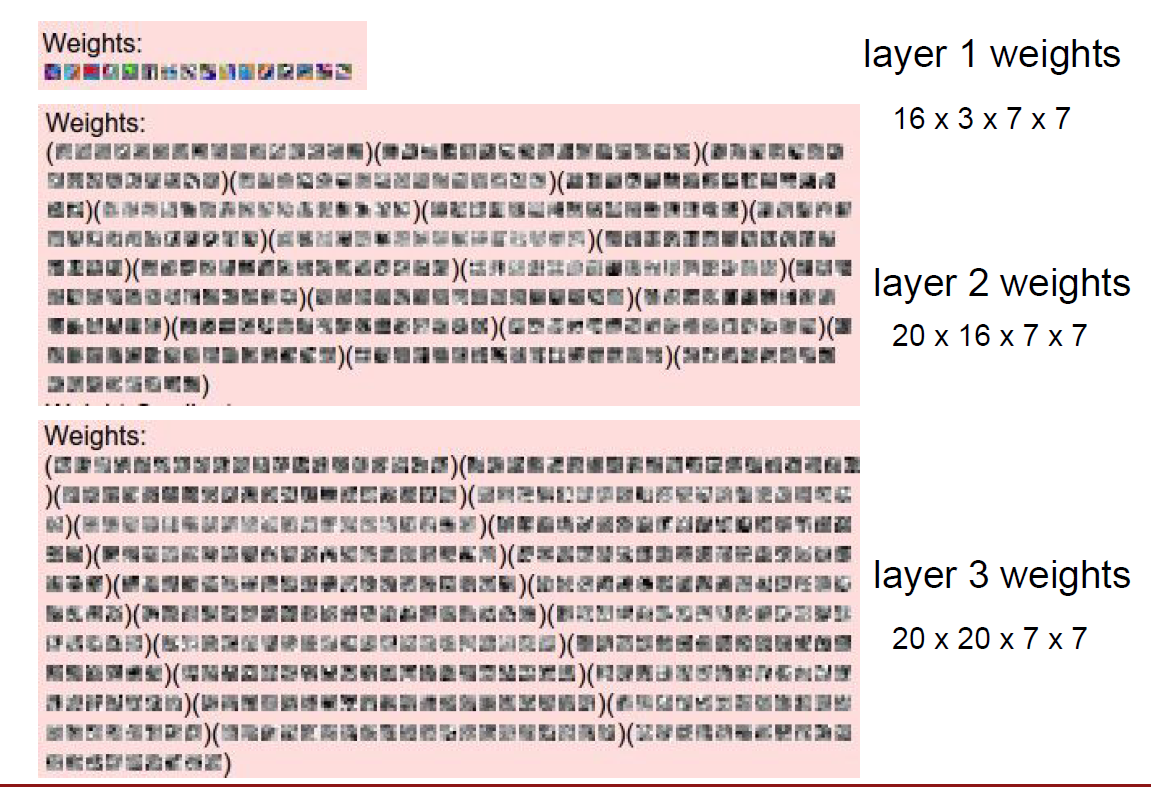 Weights:
layer 1 weights
16 x 3 x 7 x 7
Weights:
layer 2 weights
20 x 16 x 7 x 7
Weights:
layer 3 weights
20 x 20 x 7 x 7